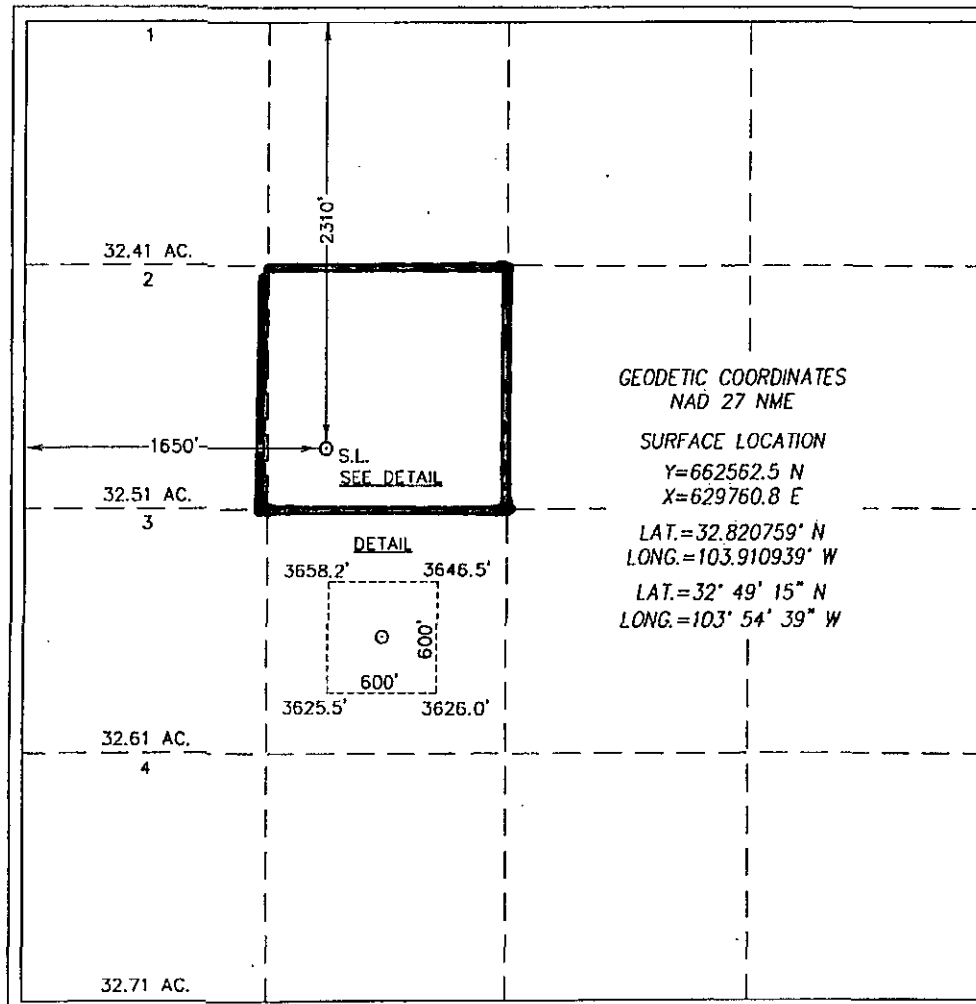 1
2310'
32.41 AC.
2
1650'
S.L.
SEE DETAIL
32.51 AC.
3
GEODETIC COORDINATES
NAD 27 NME
SURFACE LOCATION
Y=662562.5 N
X=629760.8 E
LAT.=32.820759° N
LONG.=103.910939° W
LAT.=32° 49' 15" N
LONG.=103° 54' 39" W
DETAIL
3658.2' 3646.5'
600'
600'
3625.5' 3626.0'
32.61 AC.
4
32.71 AC.